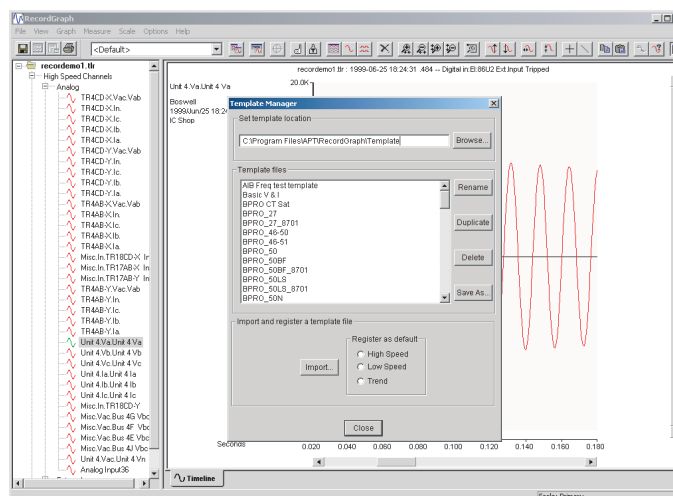 RecordGraph
File View Graph Measure Scale Options Help
<Default>
recordemo1.tlr
High Speed Channels
Analog
TR4CD-X.Vac.Vab
TR4CD-X.In.
TR4CD-X.Ic.
TR4CD-X.Ib.
TR4CD-X.Ia.
TR4CD-Y.Vac.Vab
TR4CD-Y.In.
TR4CD-Y.Ic.
TR4CD-Y.Ib.
TR4CD-Y.Ia.
TR4AB-X.Vac.Vab
TR4AB-X.In.
TR4AB-X.Ic.
TR4AB-X.Ib.
TR4AB-X.Ia.
Misc.In.TR18CD-X In
Misc.In.TR17AB-X In
Misc.In.TR17AB-Y In
TR4AB-Y.Vac.Vab
TR4AB-Y.In.
TR4AB-Y.Ic.
TR4AB-Y.Ib.
TR4AB-Y.Ia.
Unit 4.Va.Unit 4 Va
Unit 4.Vb.Unit 4 Vb
Unit 4.Vc.Unit 4 Vc
Unit 4.Ia.Unit 4 Ia
Unit 4.Ib.Unit 4 Ib
Unit 4.Ic.Unit 4 Ic
Misc.In.TR18CD-Y
Misc.Vac.Bus 4G Vbc
Misc.Vac.Bus 4F Vbc
Misc.Vac.Bus 4E Vbc
Misc.Vac.Bus 4J Vbc
Unit 4.Vac.Unit 4 Vn
Analog Input36
recordemo1.tlr : 1999-06-25 18:24:31 .484 -- Digital in:El:86U2 Ext.Input Tripped
Unit 4.Va.Unit 4 Va
20.0K
Boswell
1999/Jun/25 18:24
IC Shop
Template Manager
Set template location
C:\Program Files\APT\RecordGraph\Template
Browse...
Template files
AIB Freq test template
Basic V & I
BPRO CT Sat
BPRO_27
BPRO_27_8701
BPRO_46-50
BPRO_46-51
BPRO_50
BPRO_50BF
BPRO_50BF_8701
BPRO_50LS
BPRO_50LS_8701
BPRO_50N
Rename
Duplicate
Delete
Save As...
Import and register a template file
Import...
Register as default
High Speed
Low Speed
Trend
Close
Seconds
0.020 0.040 0.060 0.080 0.100 0.120 0.140 0.160 0.180
Timeline